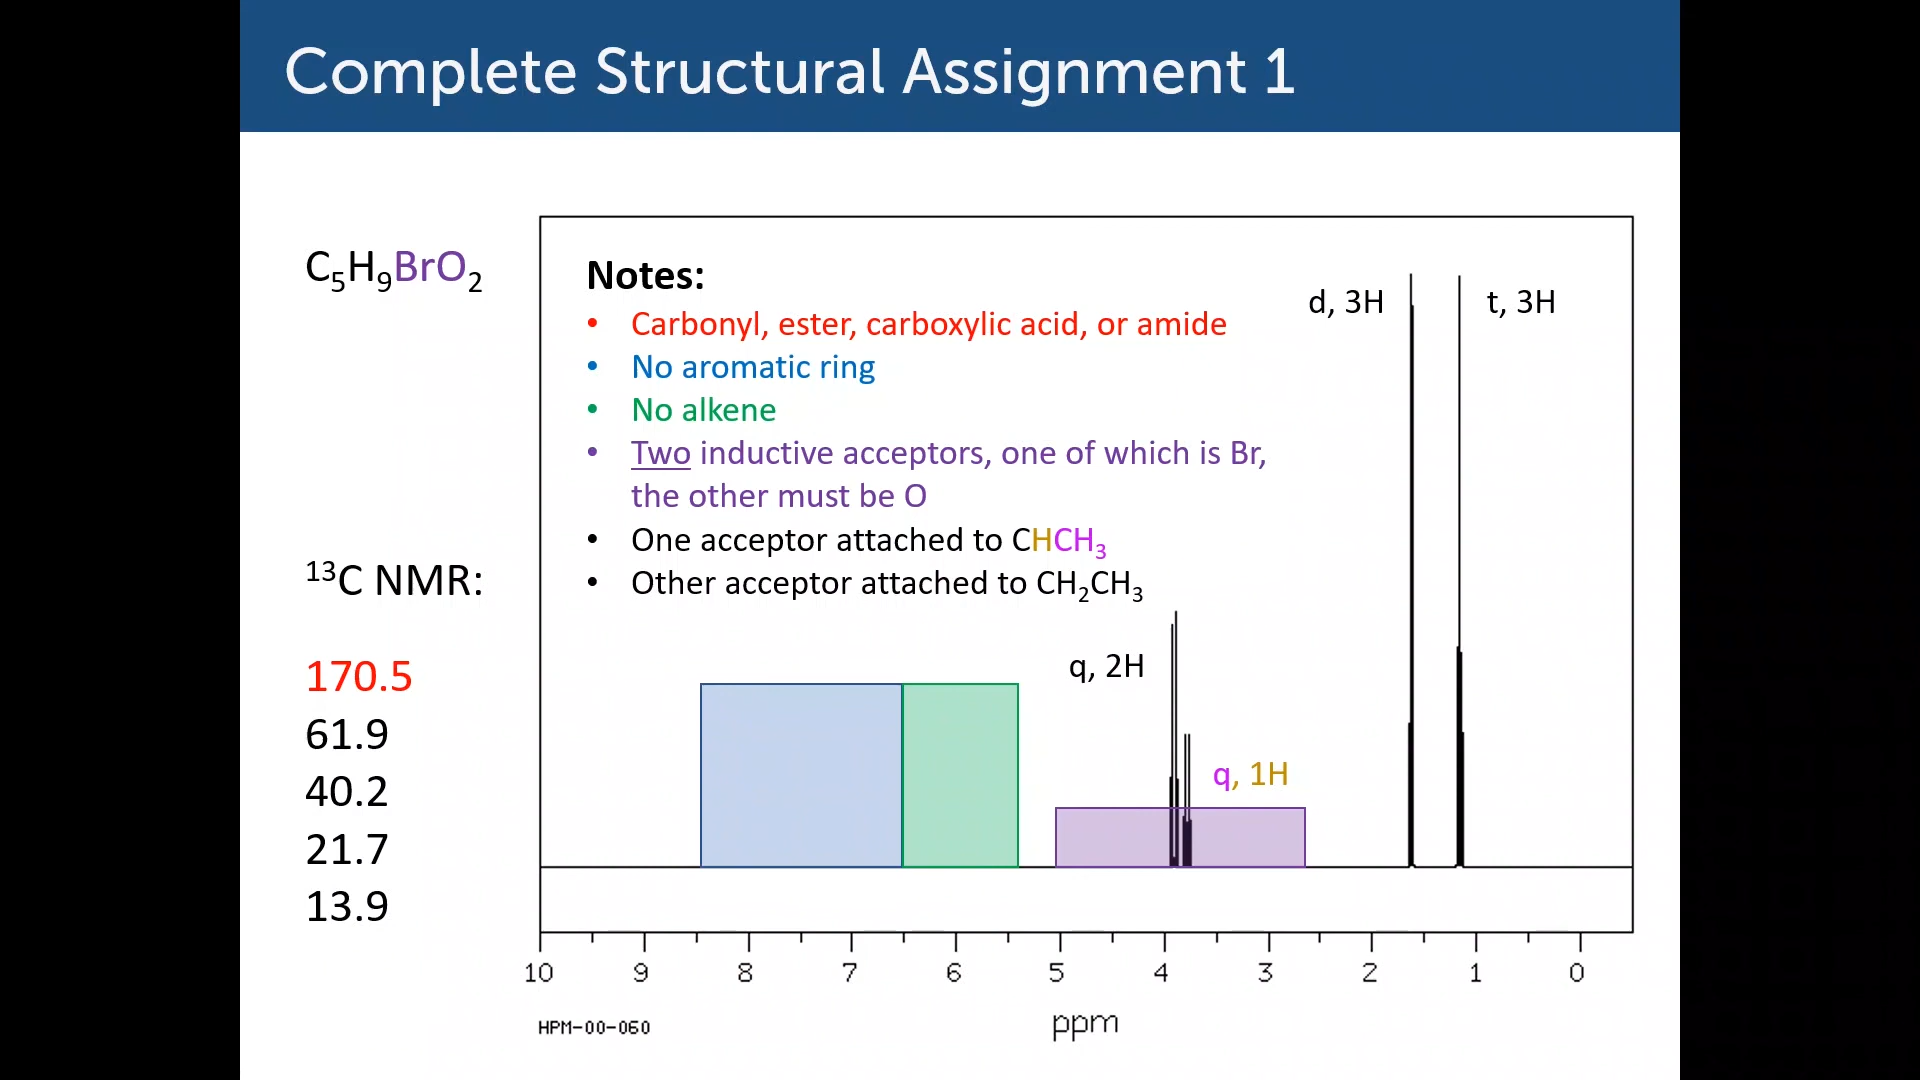 Complete Structural Assignment 1
C₅H₉BrO₂
Notes:
• Carbonyl, ester, carboxylic acid, or amide
• No aromatic ring
• No alkene
• Two inductive acceptors, one of which is Br,
the other must be O
• One acceptor attached to CHCH₃
• Other acceptor attached to CH₂CH₃
d, 3H
t, 3H
q, 2H
q, 1H
¹³C NMR:
170.5
61.9
40.2
21.7
13.9
10 9 8 7 6 5 4 3 2 1 0
HPM-00-060
ppm